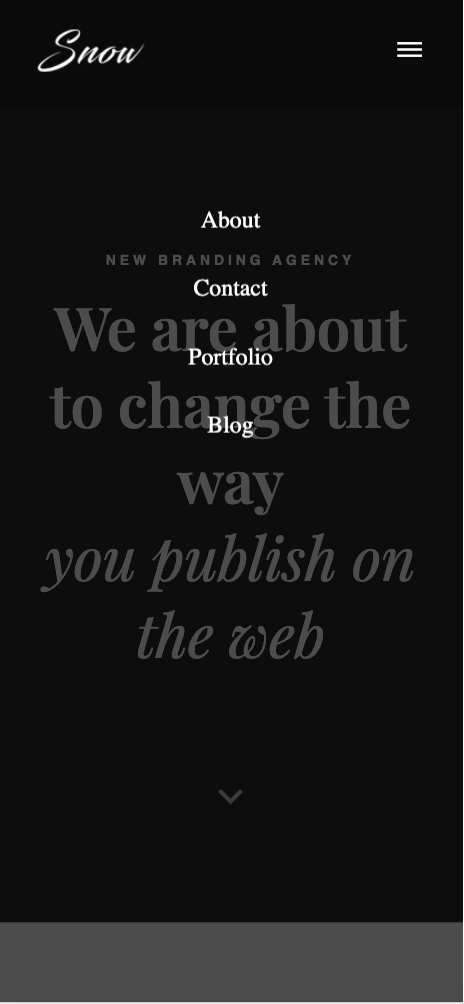 Snow
About
NEW BRANDING AGENCY
Contact
We are about
Portfolio
to change the
Blog
way
you publish on
the web